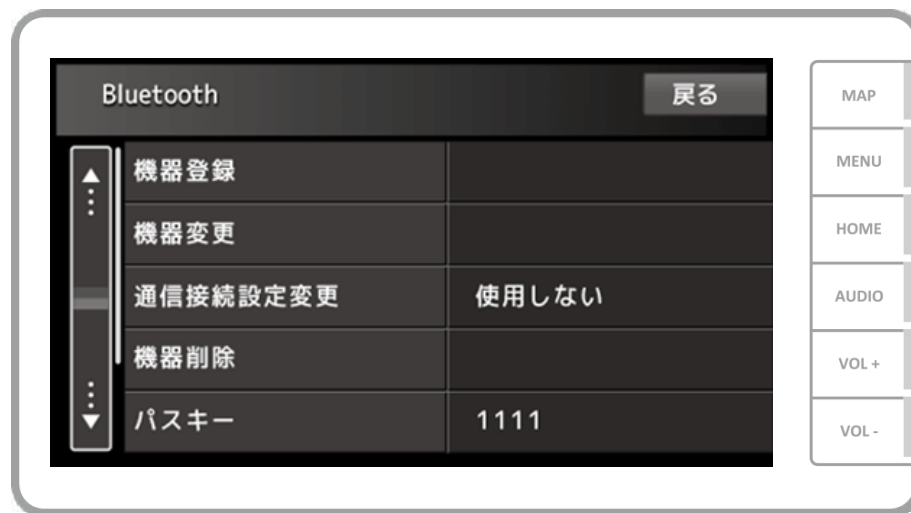 Bluetooth
戻る
機器登録
機器変更
通信接続設定変更 使用しない
機器削除
パスキー 1111
MAP
MENU
HOME
AUDIO
VOL +
VOL -